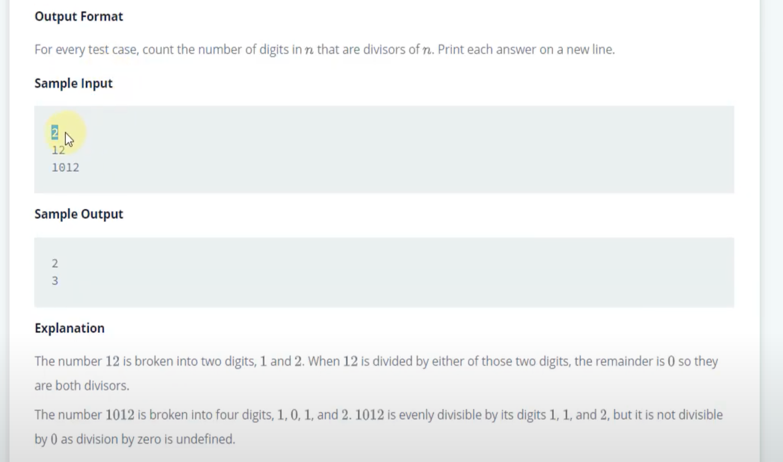 Output Format
For every test case, count the number of digits in n that are divisors of n. Print each answer on a new line.
Sample Input
2
12
1012
Sample Output
2
3
Explanation
The number 12 is broken into two digits, 1 and 2. When 12 is divided by either of those two digits, the remainder is 0 so they
are both divisors.
The number 1012 is broken into four digits, 1, 0, 1, and 2. 1012 is evenly divisible by its digits 1, 1, and 2, but it is not divisible
by 0 as division by zero is undefined.